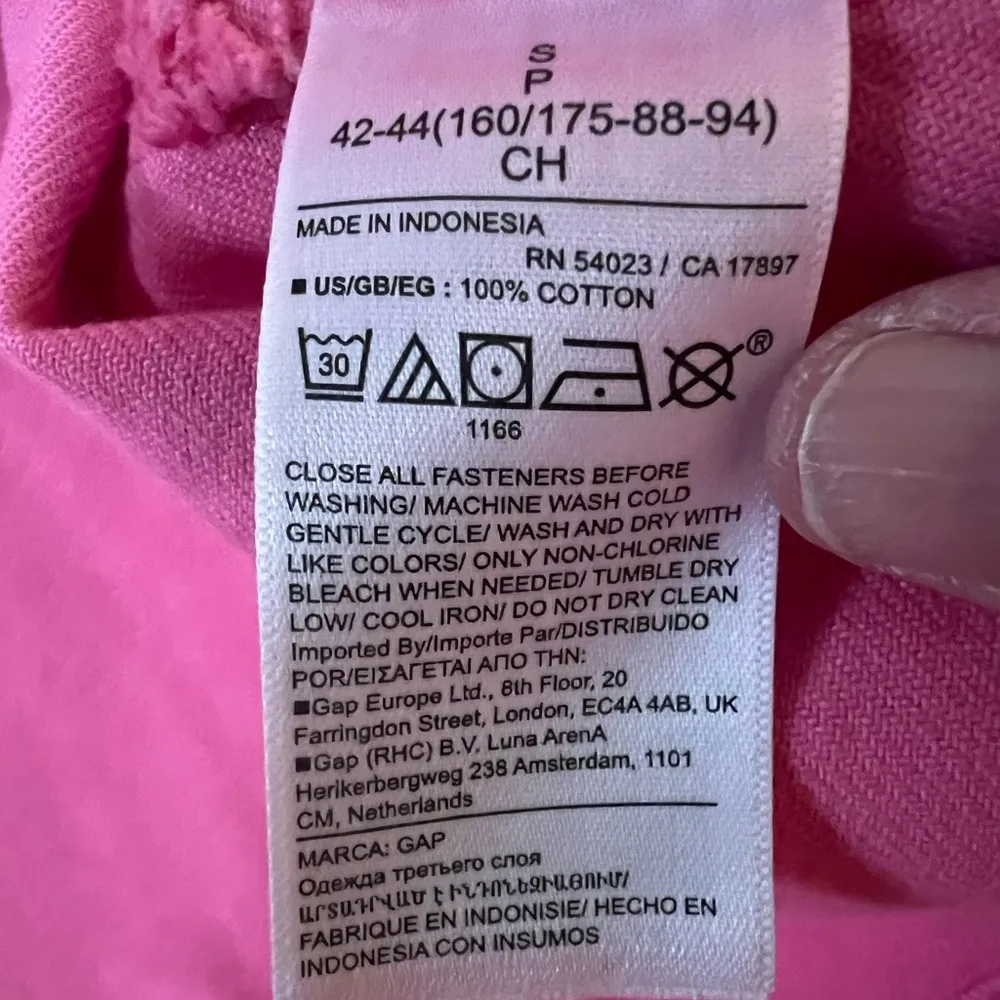 S
P
42-44(160/175-88-94)
CH
MADE IN INDONESIA
RN 54023 / CA 17897
■ US/GB/EG : 100% COTTON
30
®
1166
CLOSE ALL FASTENERS BEFORE
WASHING/ MACHINE WASH COLD
GENTLE CYCLE/ WASH AND DRY WITH
LIKE COLORS/ ONLY NON-CHLORINE
BLEACH WHEN NEEDED/ TUMBLE DRY
LOW/ COOL IRON/ DO NOT DRY CLEAN
Imported By/Importe Par/DISTRIBUIDO
POR/ΕΙΣΑΓΕΤΑΙ ΑΠΟ ΤΗΝ:
■Gap Europe Ltd., 8th Floor, 20
Farringdon Street, London, EC4A 4AB, UK
■Gap (RHC) B.V. Luna ArenA
Herikerbergweg 238 Amsterdam, 1101
CM, Netherlands
MARCA: GAP
Одежда третьего слоя
ԱՐՏԱԴՐՎԱԾ Է ԻՆԴՈՆԵԶԻԱՅՈՒՄ/
FABRIQUE EN INDONISIE/ HECHO EN
INDONESIA CON INSUMOS